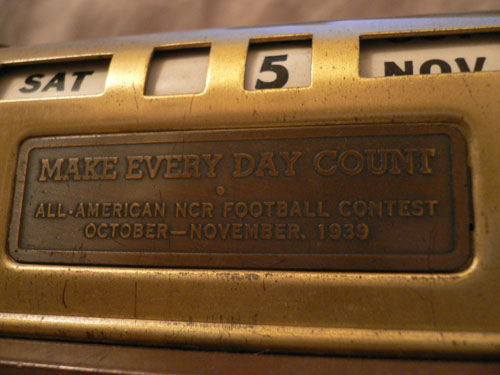 SAT 5 NOV
MAKE EVERY DAY COUNT
ALL-AMERICAN NCR FOOTBALL CONTEST
OCTOBER—NOVEMBER, 1939